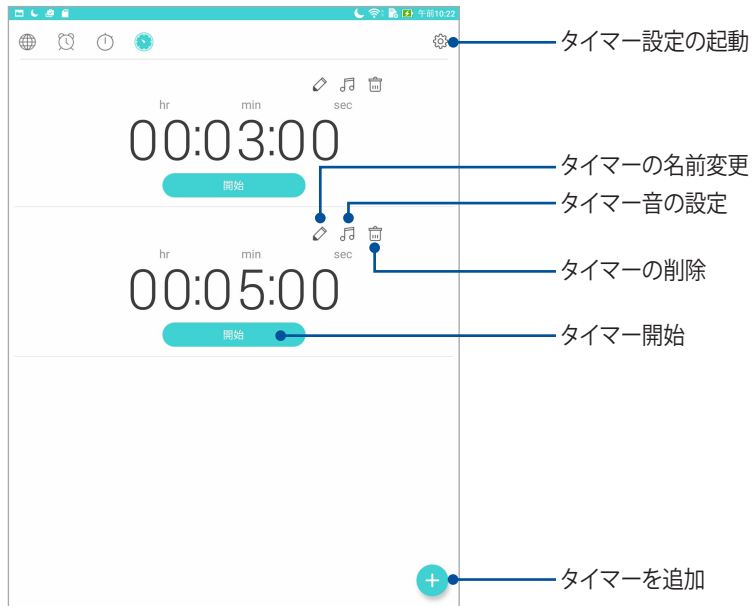 午前10:22
タイマー設定の起動
hr min sec
00:03:00
開始
タイマーの名前変更
タイマー音の設定
hr min sec
タイマーの削除
00:05:00
開始
タイマー開始
タイマーを追加